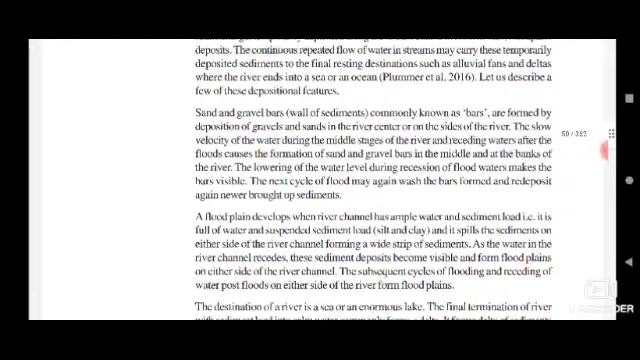 deposits. The continuous repeated flow of water in streams may carry these temporarily
deposited sediments to the final resting destinations such as alluvial fans and deltas
where the river ends into a sea or an ocean (Plummer et al. 2016). Let us describe a
few of these depositional features.
Sand and gravel bars (wall of sediments) commonly known as ‘bars’, are formed by
deposition of gravels and sands in the river center or on the sides of the river. The slow
velocity of the water during the middle stages of the river and receding waters after the
floods causes the formation of sand and gravel bars in the middle and at the banks of
the river. The lowering of the water level during recession of flood waters makes the
bars visible. The next cycle of flood may again wash the bars formed and redeposit
again newer brought up sediments.
50 / 312
A flood plain develops when river channel has ample water and sediment load i.e. it is
full of water and suspended sediment load (silt and clay) and it spills the sediments on
either side of the river channel forming a wide strip of sediments. As the water in the
river channel recedes, these sediment deposits become visible and form flood plains
on either side of the river channel. The subsequent cycles of flooding and receding of
water post floods on either side of the river form flood plains.
The destination of a river is a sea or an enormous lake. The final termination of river
RECORDER